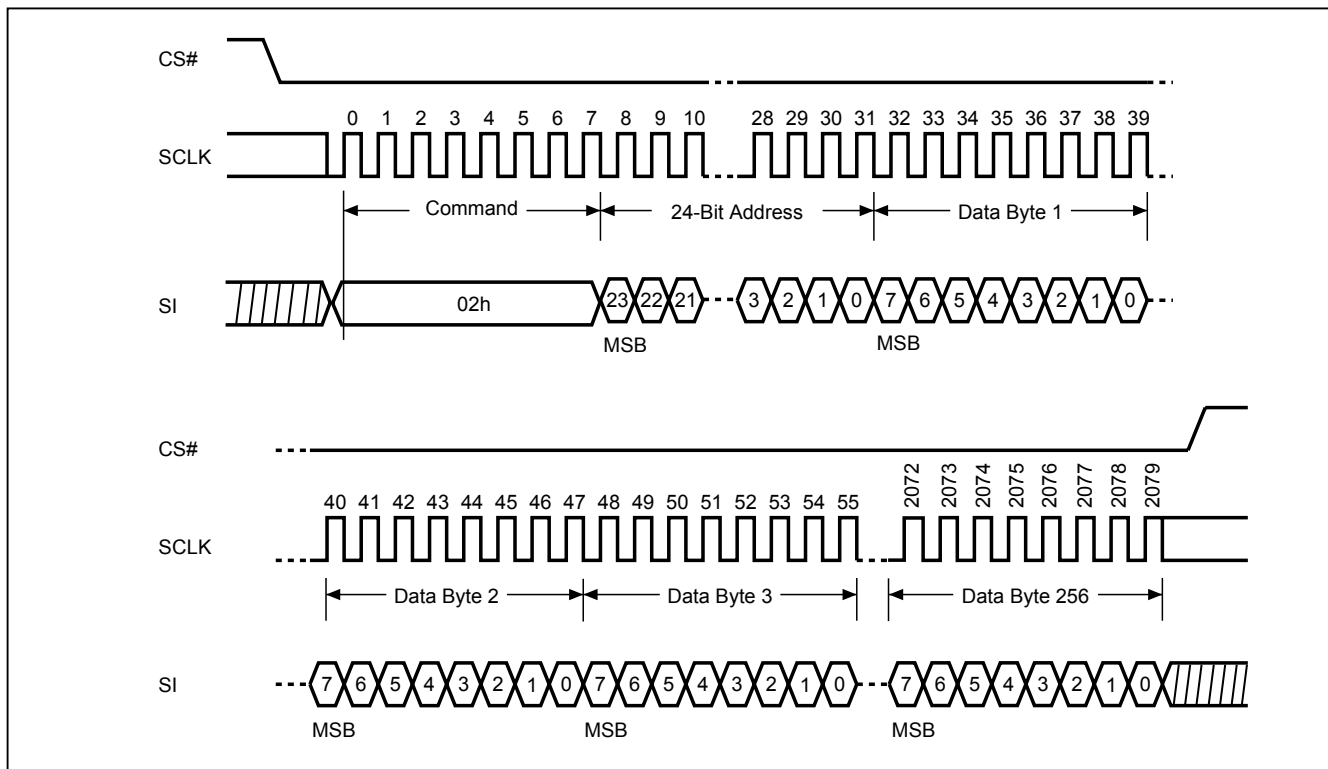 CS#
0 1 2 3 4 5 6 7 8 9 10 28 29 30 31 32 33 34 35 36 37 38 39
SCLK
Command 24-Bit Address Data Byte 1
SI 02h 23 22 21 3 2 1 0 7 6 5 4 3 2 1 0
MSB MSB
CS#
40 41 42 43 44 45 46 47 48 49 50 51 52 53 54 55 2072 2073 2074 2075 2076 2077 2078 2079
SCLK
Data Byte 2 Data Byte 3 Data Byte 256
SI 7 6 5 4 3 2 1 0 7 6 5 4 3 2 1 0 7 6 5 4 3 2 1 0
MSB MSB MSB